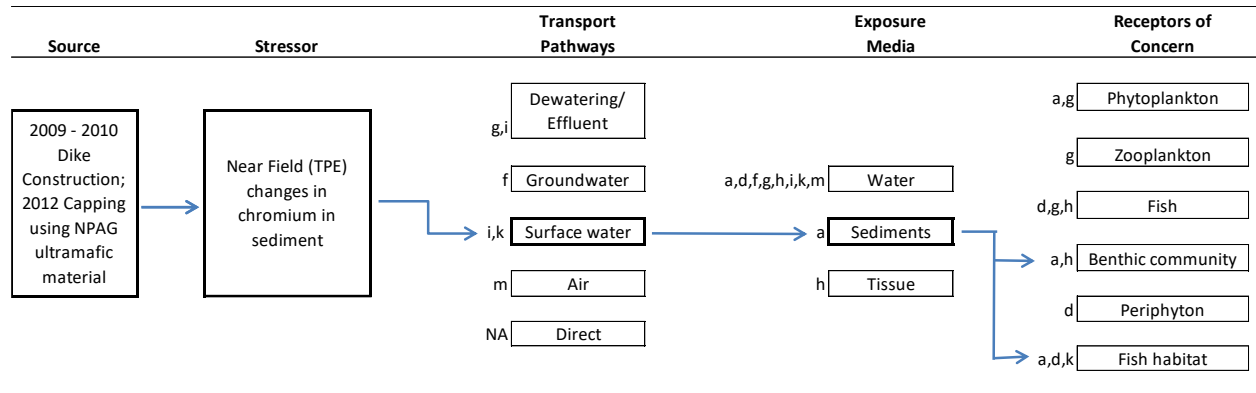 Source
Stressor
Transport
Pathways
Exposure
Media
Receptors of
Concern
2009 - 2010
Dike
Construction;
2012 Capping
using NPAG
ultramafic
material
Near Field (TPE)
changes in
chromium in
sediment
g,i
Dewatering/
Effluent
f Groundwater
i,k Surface water
m Air
NA Direct
a,d,f,g,h,i,k,m Water
a Sediments
h Tissue
a,g Phytoplankton
g Zooplankton
d,g,h Fish
a,h Benthic community
d Periphyton
a,d,k Fish habitat